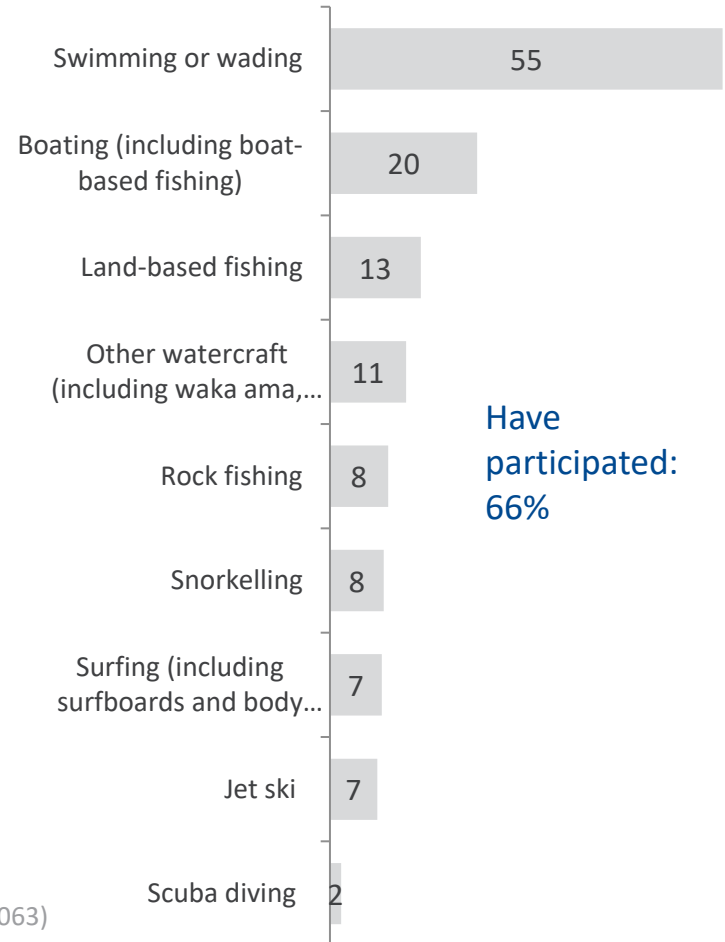 Swimming or wading
55
Boating (including boat-
based fishing)
20
Land-based fishing
13
Other watercraft
(including waka ama,...
11
Have
participated:
66%
Rock fishing
8
Snorkelling
8
Surfing (including
surfboards and body...
7
Jet ski
7
Scuba diving
2
063)